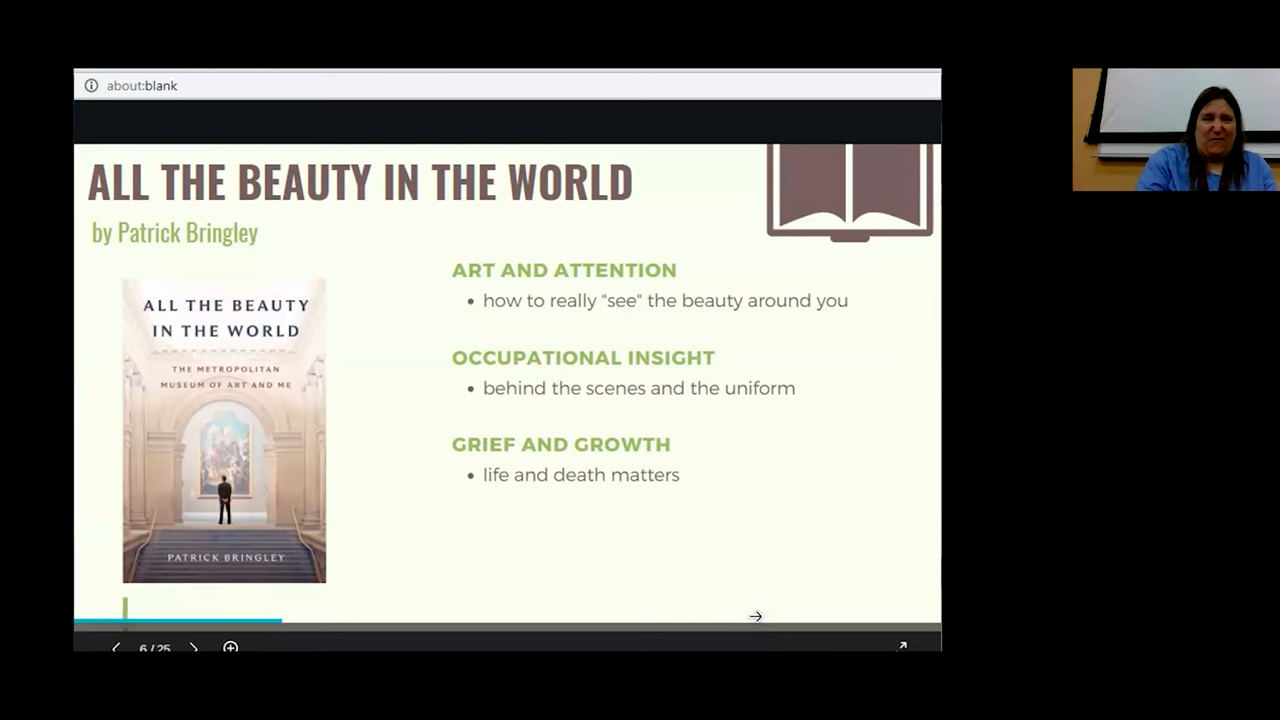 about:blank
ALL THE BEAUTY IN THE WORLD
by Patrick Bringley
ALL THE BEAUTY
IN THE WORLD
THE METROPOLITAN
MUSEUM OF ART AND ME
PATRICK BRINGLEY
ART AND ATTENTION
• how to really "see" the beauty around you
OCCUPATIONAL INSIGHT
• behind the scenes and the uniform
GRIEF AND GROWTH
• life and death matters
6 / 25